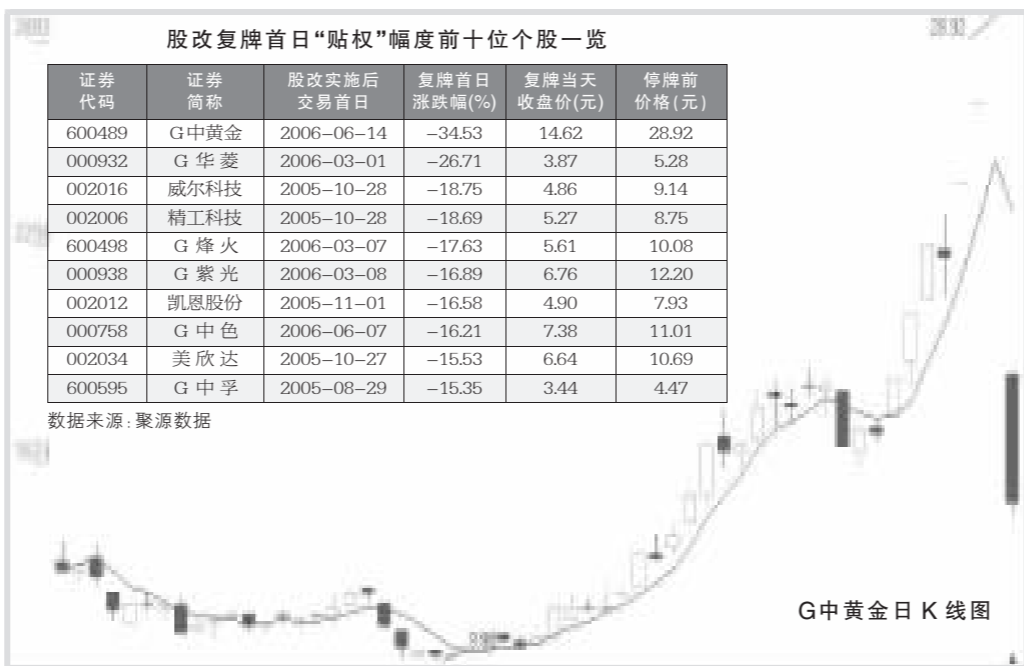 28.92
股改复牌首日“贴权”幅度前十位个股一览
证券代码 证券简称 股改实施后交易首日 复牌首日涨跌幅(%) 复牌当天收盘价(元) 停牌前价格(元)
600489 G中黄金 2006-06-14 -34.53 14.62 28.92
000932 G 华 菱 2006-03-01 -26.71 3.87 5.28
002016 威尔科技 2005-10-28 -18.75 4.86 9.14
002006 精工科技 2005-10-28 -18.69 5.27 8.75
600498 G 烽 火 2006-03-07 -17.63 5.61 10.08
000938 G 紫 光 2006-03-08 -16.89 6.76 12.20
002012 凯恩股份 2005-11-01 -16.58 4.90 7.93
000758 G 中 色 2006-06-07 -16.21 7.38 11.01
002034 美 欣 达 2005-10-27 -15.53 6.64 10.69
600595 G 中 孚 2005-08-29 -15.35 3.44 4.47
数据来源:聚源数据
G中黄金日 K 线图